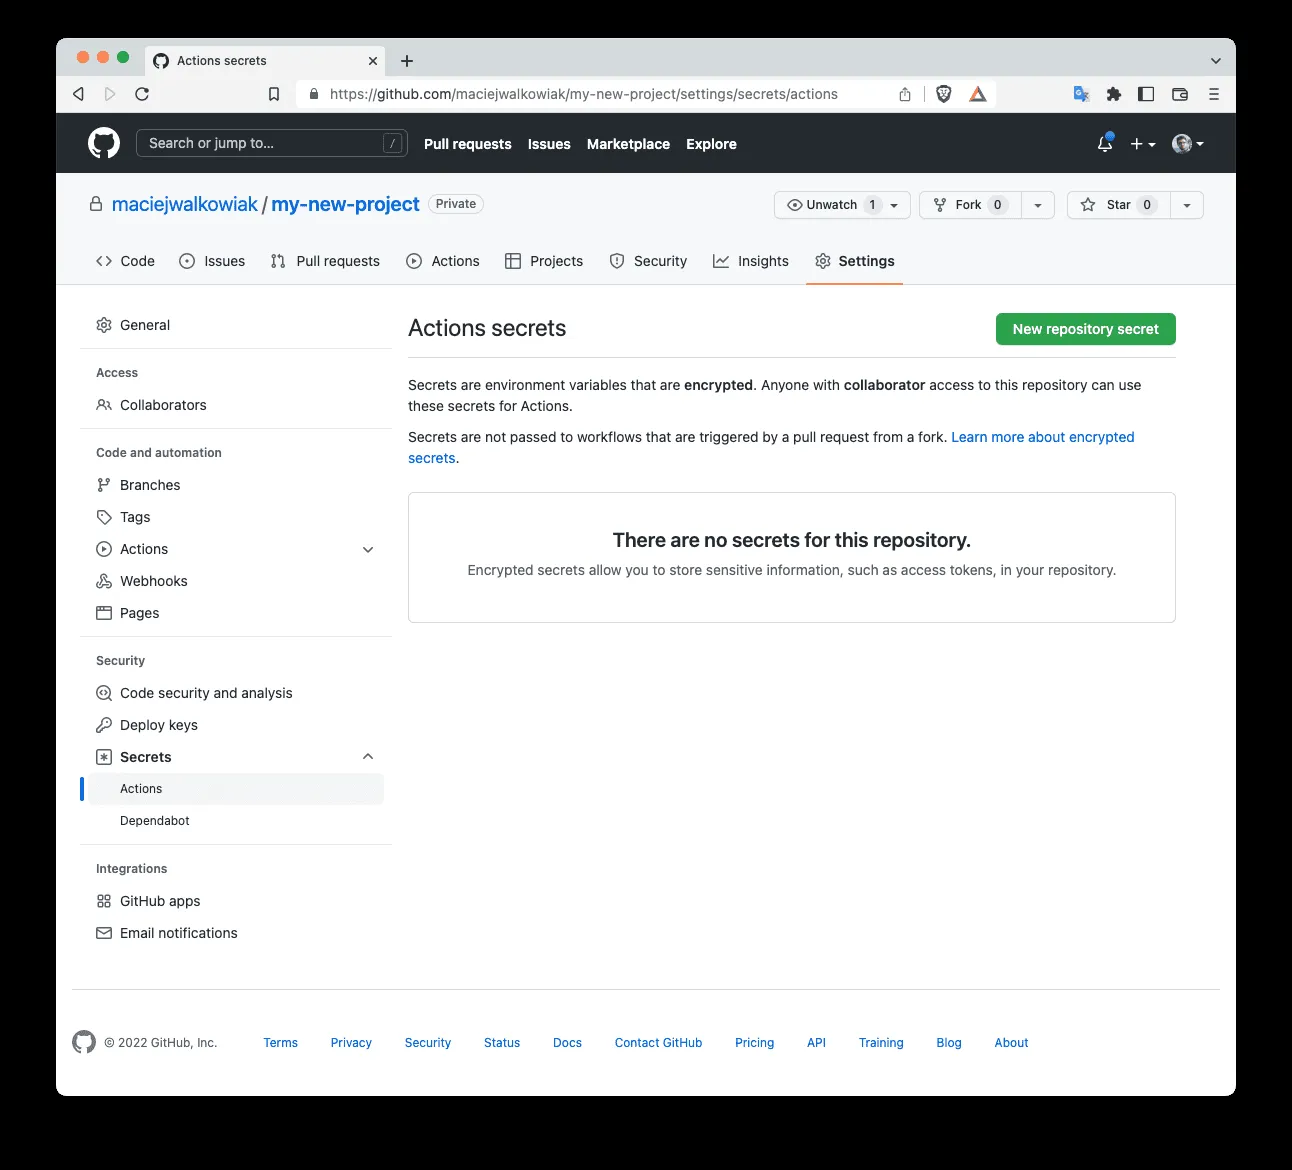 Actions secrets
https://github.com/maciejwalkowiak/my-new-project/settings/secrets/actions
Search or jump to... / Pull requests Issues Marketplace Explore
maciejwalkowiak / my-new-project Private Unwatch 1 Fork 0 Star 0
Code Issues Pull requests Actions Projects Security Insights Settings
General
Access
Collaborators
Code and automation
Branches
Tags
Actions
Webhooks
Pages
Security
Code security and analysis
Deploy keys
Secrets
Actions
Dependabot
Integrations
GitHub apps
Email notifications
Actions secrets New repository secret
Secrets are environment variables that are encrypted. Anyone with collaborator access to this repository can use
these secrets for Actions.
Secrets are not passed to workflows that are triggered by a pull request from a fork. Learn more about encrypted
secrets.
There are no secrets for this repository.
Encrypted secrets allow you to store sensitive information, such as access tokens, in your repository.
© 2022 GitHub, Inc. Terms Privacy Security Status Docs Contact GitHub Pricing API Training Blog About